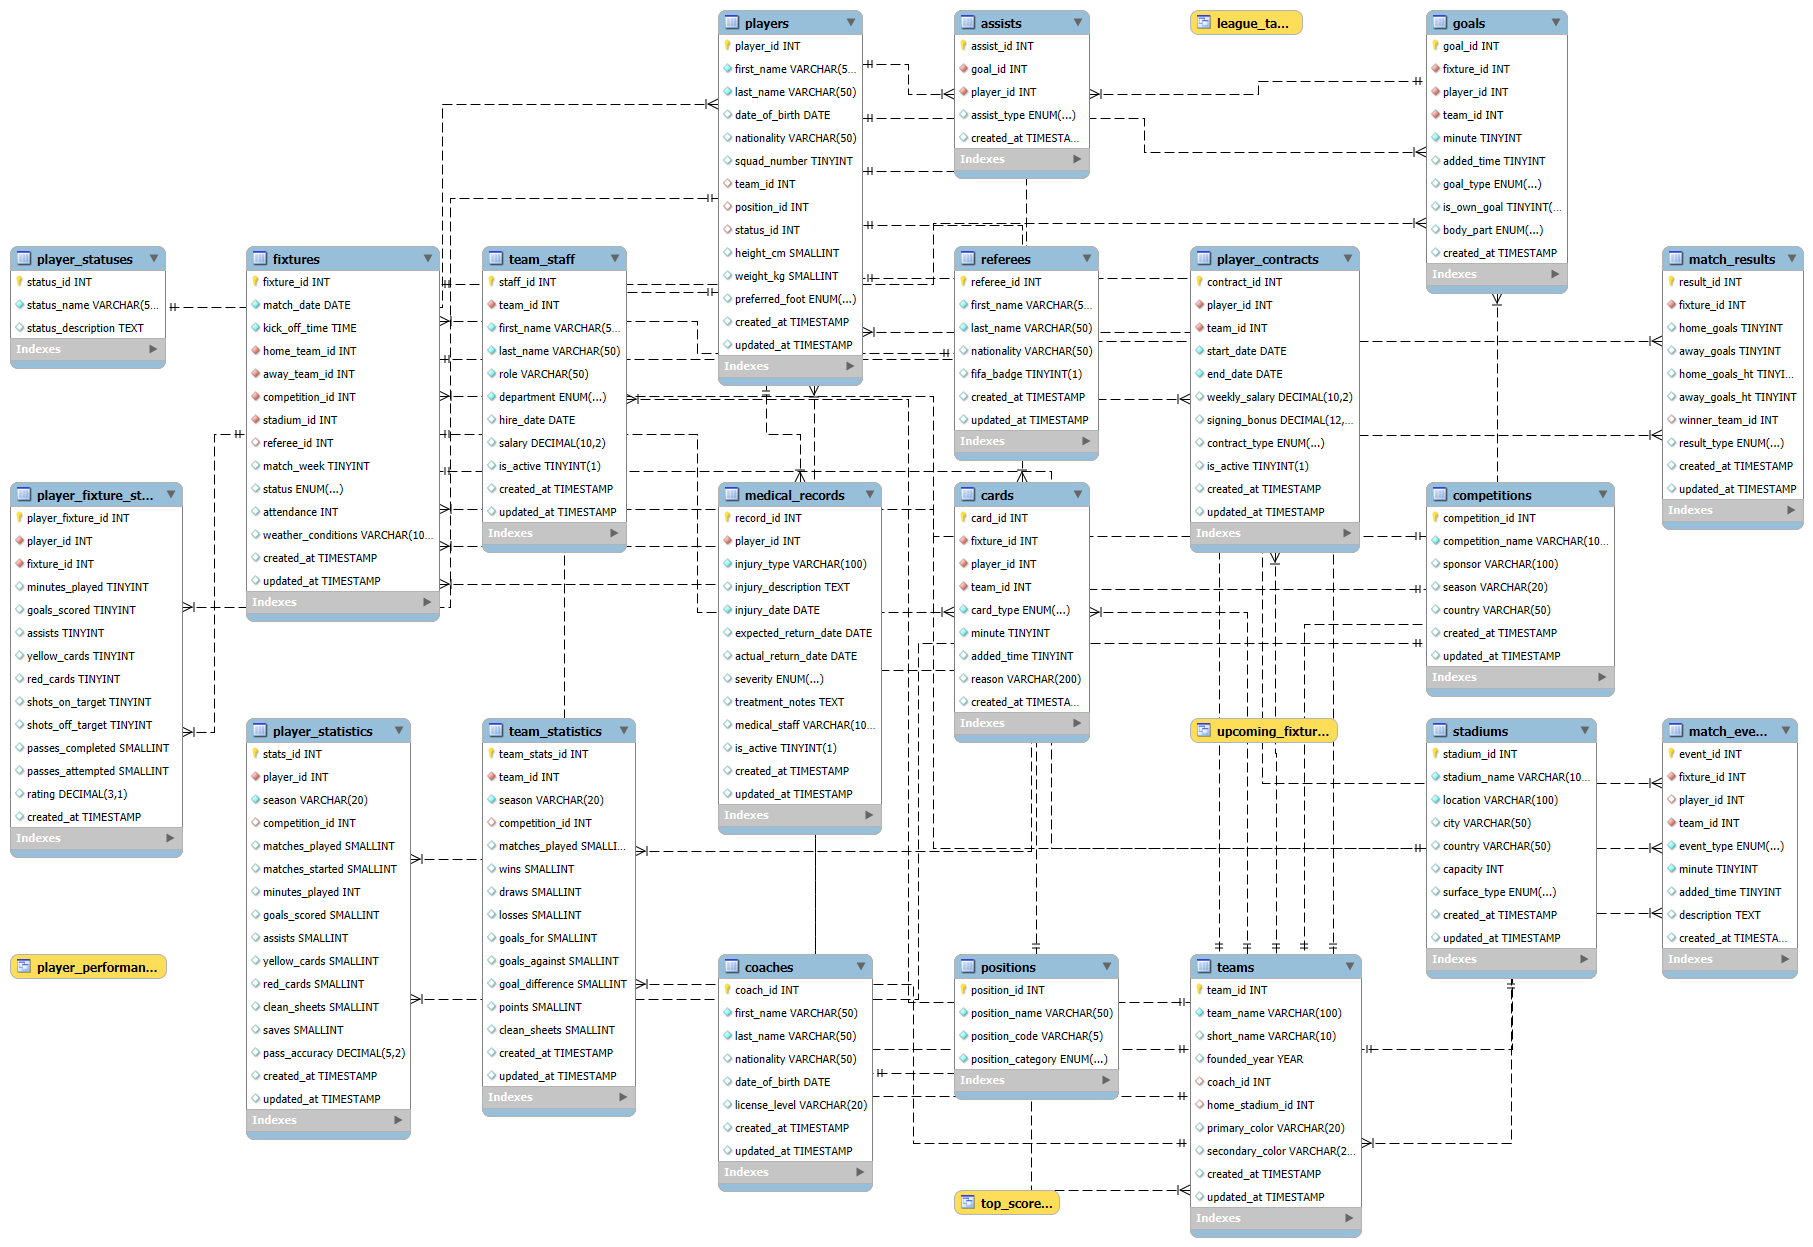 players
player_id INT
first_name VARCHAR(5...
last_name VARCHAR(50)
date_of_birth DATE
nationality VARCHAR(50)
squad_number TINYINT
team_id INT
position_id INT
status_id INT
height_cm SMALLINT
weight_kg SMALLINT
preferred_foot ENUM(...)
created_at TIMESTAMP
updated_at TIMESTAMP
Indexes
assists
assist_id INT
goal_id INT
player_id INT
assist_type ENUM(...)
created_at TIMESTA...
Indexes
league_ta...
goals
goal_id INT
fixture_id INT
player_id INT
team_id INT
minute TINYINT
added_time TINYINT
goal_type ENUM(...)
is_own_goal TINYINT(...
body_part ENUM(...)
created_at TIMESTAMP
Indexes
player_statuses
status_id INT
status_name VARCHAR(5...
status_description TEXT
Indexes
fixtures
fixture_id INT
match_date DATE
kick_off_time TIME
home_team_id INT
away_team_id INT
competition_id INT
stadium_id INT
referee_id INT
match_week TINYINT
status ENUM(...)
attendance INT
weather_conditions VARCHAR(10...
created_at TIMESTAMP
updated_at TIMESTAMP
Indexes
team_staff
staff_id INT
team_id INT
first_name VARCHAR(5...
last_name VARCHAR(50)
role VARCHAR(50)
department ENUM(...)
hire_date DATE
salary DECIMAL(10,2)
is_active TINYINT(1)
created_at TIMESTAMP
updated_at TIMESTAMP
Indexes
referees
referee_id INT
first_name VARCHAR(5...
last_name VARCHAR(50)
nationality VARCHAR(50)
fifa_badge TINYINT(1)
created_at TIMESTAMP
updated_at TIMESTAMP
Indexes
player_contracts
contract_id INT
player_id INT
team_id INT
start_date DATE
end_date DATE
weekly_salary DECIMAL(10,2)
signing_bonus DECIMAL(12,...
contract_type ENUM(...)
is_active TINYINT(1)
created_at TIMESTAMP
updated_at TIMESTAMP
Indexes
match_results
result_id INT
fixture_id INT
home_goals TINYINT
away_goals TINYINT
home_goals_ht TINYI...
away_goals_ht TINYINT
winner_team_id INT
result_type ENUM(...)
created_at TIMESTAMP
updated_at TIMESTAMP
Indexes
player_fixture_st...
player_fixture_id INT
player_id INT
fixture_id INT
minutes_played TINYINT
goals_scored TINYINT
assists TINYINT
yellow_cards TINYINT
red_cards TINYINT
shots_on_target TINYINT
shots_off_target TINYINT
passes_completed SMALLINT
passes_attempted SMALLINT
rating DECIMAL(3,1)
created_at TIMESTAMP
Indexes
medical_records
record_id INT
player_id INT
injury_type VARCHAR(100)
injury_description TEXT
injury_date DATE
expected_return_date DATE
actual_return_date DATE
severity ENUM(...)
treatment_notes TEXT
medical_staff VARCHAR(10...
is_active TINYINT(1)
created_at TIMESTAMP
updated_at TIMESTAMP
Indexes
cards
card_id INT
fixture_id INT
player_id INT
team_id INT
card_type ENUM(...)
minute TINYINT
added_time TINYINT
reason VARCHAR(200)
created_at TIMESTA...
Indexes
competitions
competition_id INT
competition_name VARCHAR(10...
sponsor VARCHAR(100)
season VARCHAR(20)
country VARCHAR(50)
created_at TIMESTAMP
updated_at TIMESTAMP
Indexes
player_statistics
stats_id INT
player_id INT
season VARCHAR(20)
competition_id INT
matches_played SMALLINT
matches_started SMALLINT
minutes_played INT
goals_scored SMALLINT
assists SMALLINT
yellow_cards SMALLINT
red_cards SMALLINT
clean_sheets SMALLINT
saves SMALLINT
pass_accuracy DECIMAL(5,2)
created_at TIMESTAMP
updated_at TIMESTAMP
Indexes
team_statistics
team_stats_id INT
team_id INT
season VARCHAR(20)
competition_id INT
matches_played SMALLI...
wins SMALLINT
draws SMALLINT
losses SMALLINT
goals_for SMALLINT
goals_against SMALLINT
goal_difference SMALLINT
points SMALLINT
clean_sheets SMALLINT
created_at TIMESTAMP
updated_at TIMESTAMP
Indexes
upcoming_fixtur...
stadiums
stadium_id INT
stadium_name VARCHAR(10...
location VARCHAR(100)
city VARCHAR(50)
country VARCHAR(50)
capacity INT
surface_type ENUM(...)
created_at TIMESTAMP
updated_at TIMESTAMP
Indexes
match_eve...
event_id INT
fixture_id INT
player_id INT
team_id INT
event_type ENUM(...)
minute TINYINT
added_time TINYINT
description TEXT
created_at TIMESTA...
Indexes
player_performan...
coaches
coach_id INT
first_name VARCHAR(50)
last_name VARCHAR(50)
nationality VARCHAR(50)
date_of_birth DATE
license_level VARCHAR(20)
created_at TIMESTAMP
updated_at TIMESTAMP
Indexes
positions
position_id INT
position_name VARCHAR(50)
position_code VARCHAR(5)
position_category ENUM(...)
Indexes
teams
team_id INT
team_name VARCHAR(100)
short_name VARCHAR(10)
founded_year YEAR
coach_id INT
home_stadium_id INT
primary_color VARCHAR(20)
secondary_color VARCHAR(2...
created_at TIMESTAMP
updated_at TIMESTAMP
Indexes
top_score...